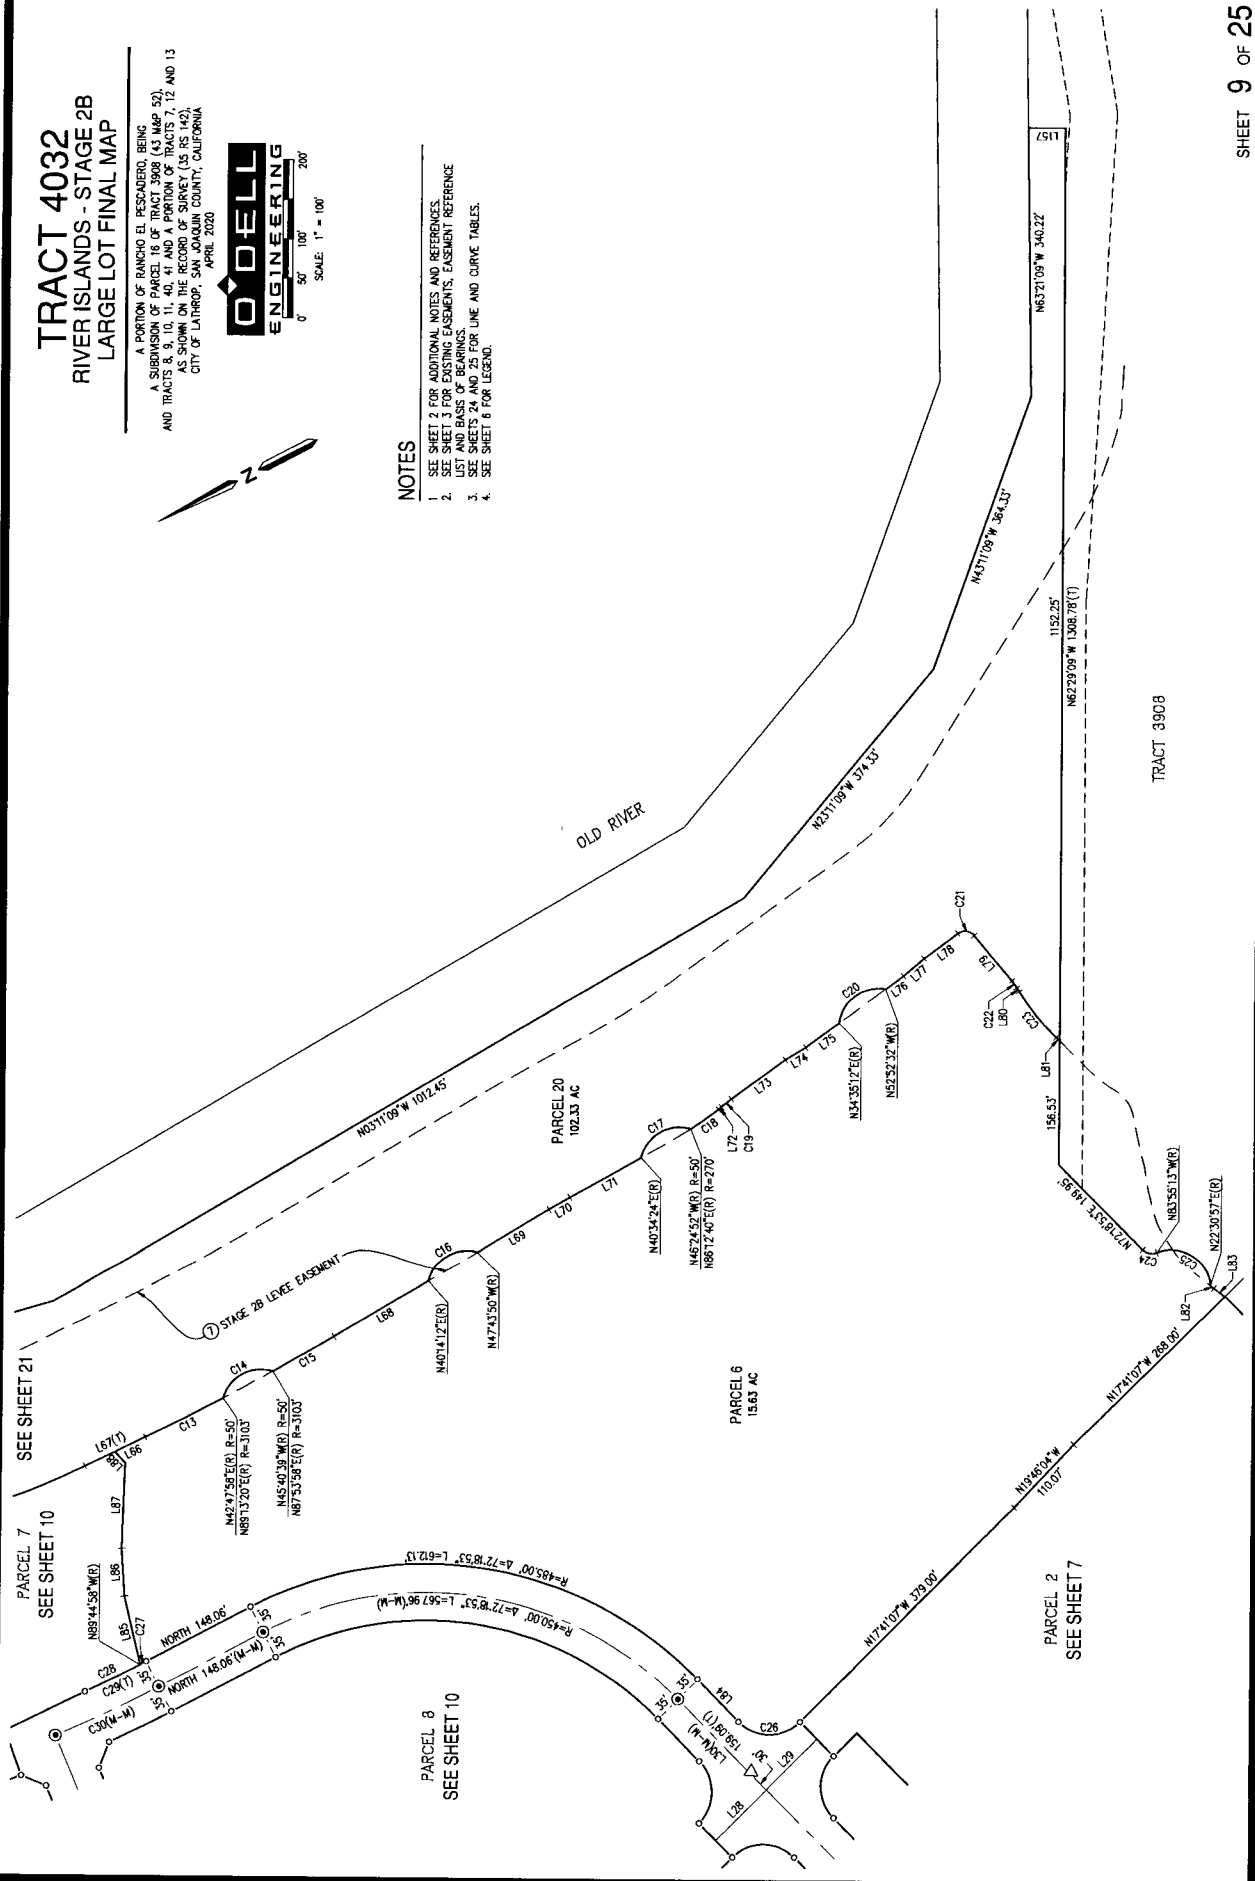 TRACT 4032
RIVER ISLANDS - STAGE 2B
LARGE LOT FINAL MAP
A PORTION OF RANCHO EL PESCADERO, BEING
A SUBDIVISION OF PARCEL 16 OF TRACT 3908 (43 M&P 52),
AND TRACTS 8, 9, 10, 11, 40, 41 AND A PORTION OF TRACTS 7, 12 AND 13
AS SHOWN ON THE RECORD OF SURVEY (35 RS 142),
CITY OF LATHROP, SAN JOAQUIN COUNTY, CALIFORNIA
APRIL 2020
O'DELL
ENGINEERING
0' 50' 100' 200'
SCALE: 1" = 100'
Z
NOTES
1 SEE SHEET 2 FOR ADDITIONAL NOTES AND REFERENCES.
2. SEE SHEET 3 FOR EXISTING EASEMENTS, EASEMENT REFERENCE
LIST AND BASIS OF BEARINGS.
3. SEE SHEETS 24 AND 25 FOR LINE AND CURVE TABLES.
4. SEE SHEET 6 FOR LEGEND.
SHEET 9 OF 25
L157
N63°21'09"W 340.22'
N43°11'09"W 364.33'
1152.25'
N62°29'09"W 1308.78'(T)
TRACT 3908
N23°11'09"W 374.33'
OLD RIVER
N03°11'09"W 1012.45'
PARCEL 20
102.33 AC
7 STAGE 2B LEVEE EASEMENT
SEE SHEET 21
PARCEL 7
SEE SHEET 10
L67(T)
L66
L88
L87
L86
L85
C27
N89°44'58"W(R)
C13
C14
C15
N42°47'58"E(R) R=50'
N89°13'20"E(R) R=3103'
N45°40'39"W(R) R=50'
N87°53'58"E(R) R=3103'
L68
C16
N40°14'12"E(R)
N47°43'50"W(R)
L69
L70
L71
C17
N40°34'24"E(R)
N46°24'52"W(R) R=50'
N86°12'40"E(R) R=270'
C18
L72
C19
L73
L74
L75
C20
N34°35'12"E(R)
N52°52'32"W(R)
L76
L77
L78
C21
L79
C22
L80
C23
L81
156.53'
N72°18'53"E 149.95'
C24
N83°55'13"W(R)
C25
N22°30'57"E(R)
L82
L83
N17°41'07"W 268.00'
N19°46'04"W
110.07'
N17°41'07"W 379.00'
PARCEL 6
15.63 AC
PARCEL 2
SEE SHEET 7
PARCEL 8
SEE SHEET 10
NORTH 148.06'
NORTH 148.06'(M-M)
C28
C29(T)
C30(M-M)
35'
35'
35'
35'
R=485.00' Δ=72°18'53" L=612.13'
R=450.00' Δ=72°18'53" L=567.96'(M-M)
35'
35'
L84
C26
159.09'(T)
L30(M-M)
30'
L29
L28